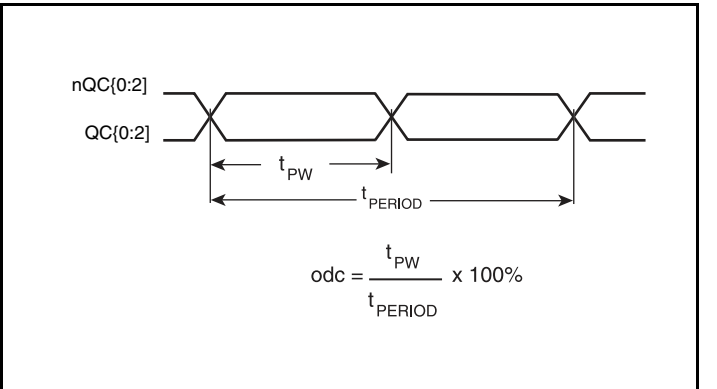 nQC{0:2]
QC{0:2]
tPW
tPERIOD
odc = tPW / tPERIOD x 100%